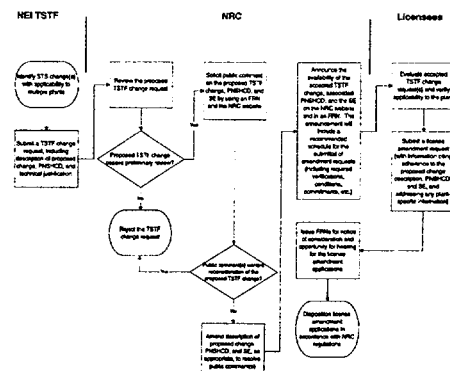 NEI TSTF
NRC
Licensees
Identify STS change(s)
with applicability to
multiple plants
Submit a TSTF change
request, including
description of proposed
change, PNSHCD, and
technical justification
Review the proposed
TSTF change request
Proposed TSTF change
passes preliminary review?
Yes
No
Reject the TSTF
change request
Solicit public comment
on the proposed TSTF
change, PNSHCD, and
SE by using an FRN
and the NRC website
Public comment(s) warrant
reconsideration of the
proposed TSTF change?
Yes
No
Amend description of
proposed change
PNSHCD, and SE, as
appropriate, to resolve
public comment(s)
Announce the
availability of the
accepted TSTF
change, associated
PNSHCD, and the SE
on the NRC website
and in an FRN. The
announcement will
include a
recommended schedule
for the submittal of
amendment requests
(including required
verifications,
conditions,
commitments, etc.)
Evaluate accepted
TSTF change
request(s) and verify
applicability to the plant
Submit a license
amendment request
(with information citing
adherence to the
proposed change
description, PNSHCD,
and SE, and
addressing any plant-
specific information)
Issue FRNs for notice of
consideration and
opportunity for hearing for
the license
amendment
applications
Disposition license
amendment
applications in
accordance with NRC
regulations